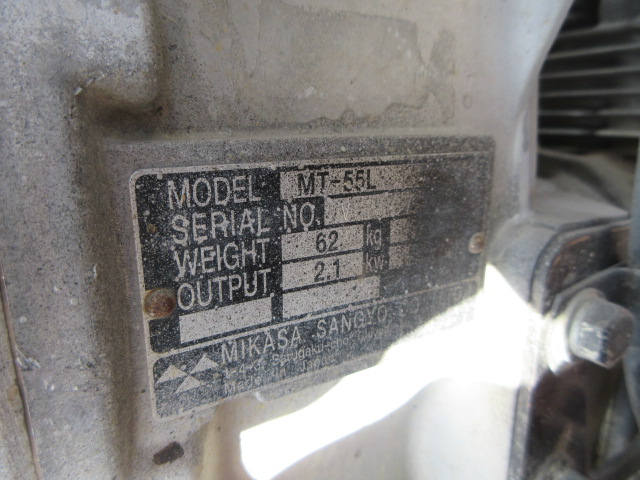 MODEL MT-55L
SERIAL NO.
WEIGHT 62 kg
OUTPUT 2.1 kw
MIKASA SANGYO